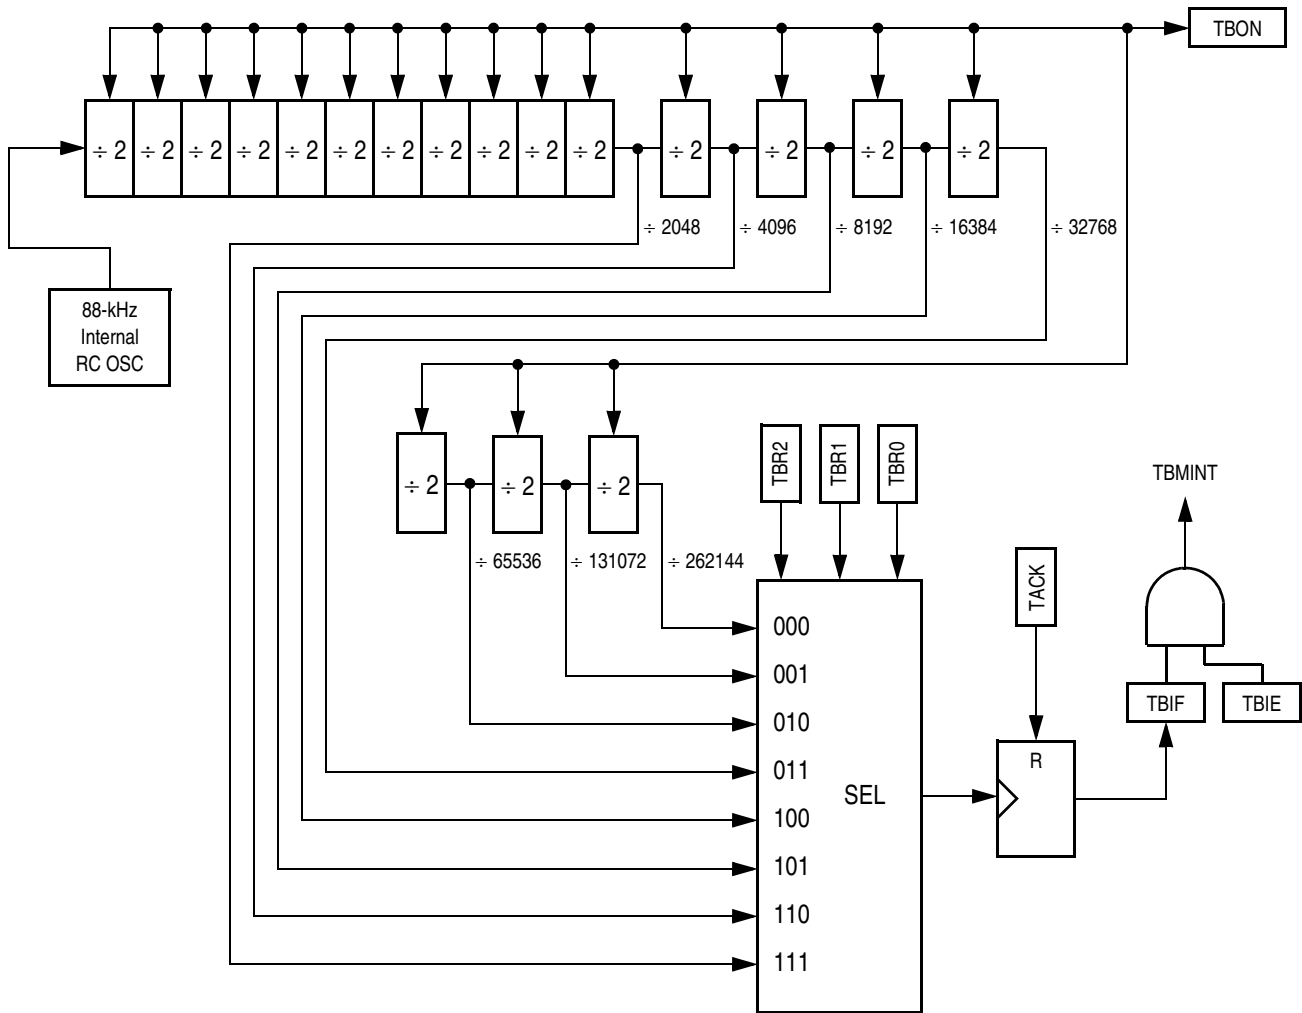 TBON
÷ 2 ÷ 2 ÷ 2 ÷ 2 ÷ 2 ÷ 2 ÷ 2 ÷ 2 ÷ 2 ÷ 2 ÷ 2 ÷ 2 ÷ 2 ÷ 2 ÷ 2
÷ 2048 ÷ 4096 ÷ 8192 ÷ 16384 ÷ 32768
88-kHz
Internal
RC OSC
TBR2 TBR1 TBR0
÷ 2 ÷ 2 ÷ 2
TBMINT
÷ 65536 ÷ 131072 ÷ 262144
TACK
000
001
TBIF TBIE
010
R
011
SEL
100
101
110
111